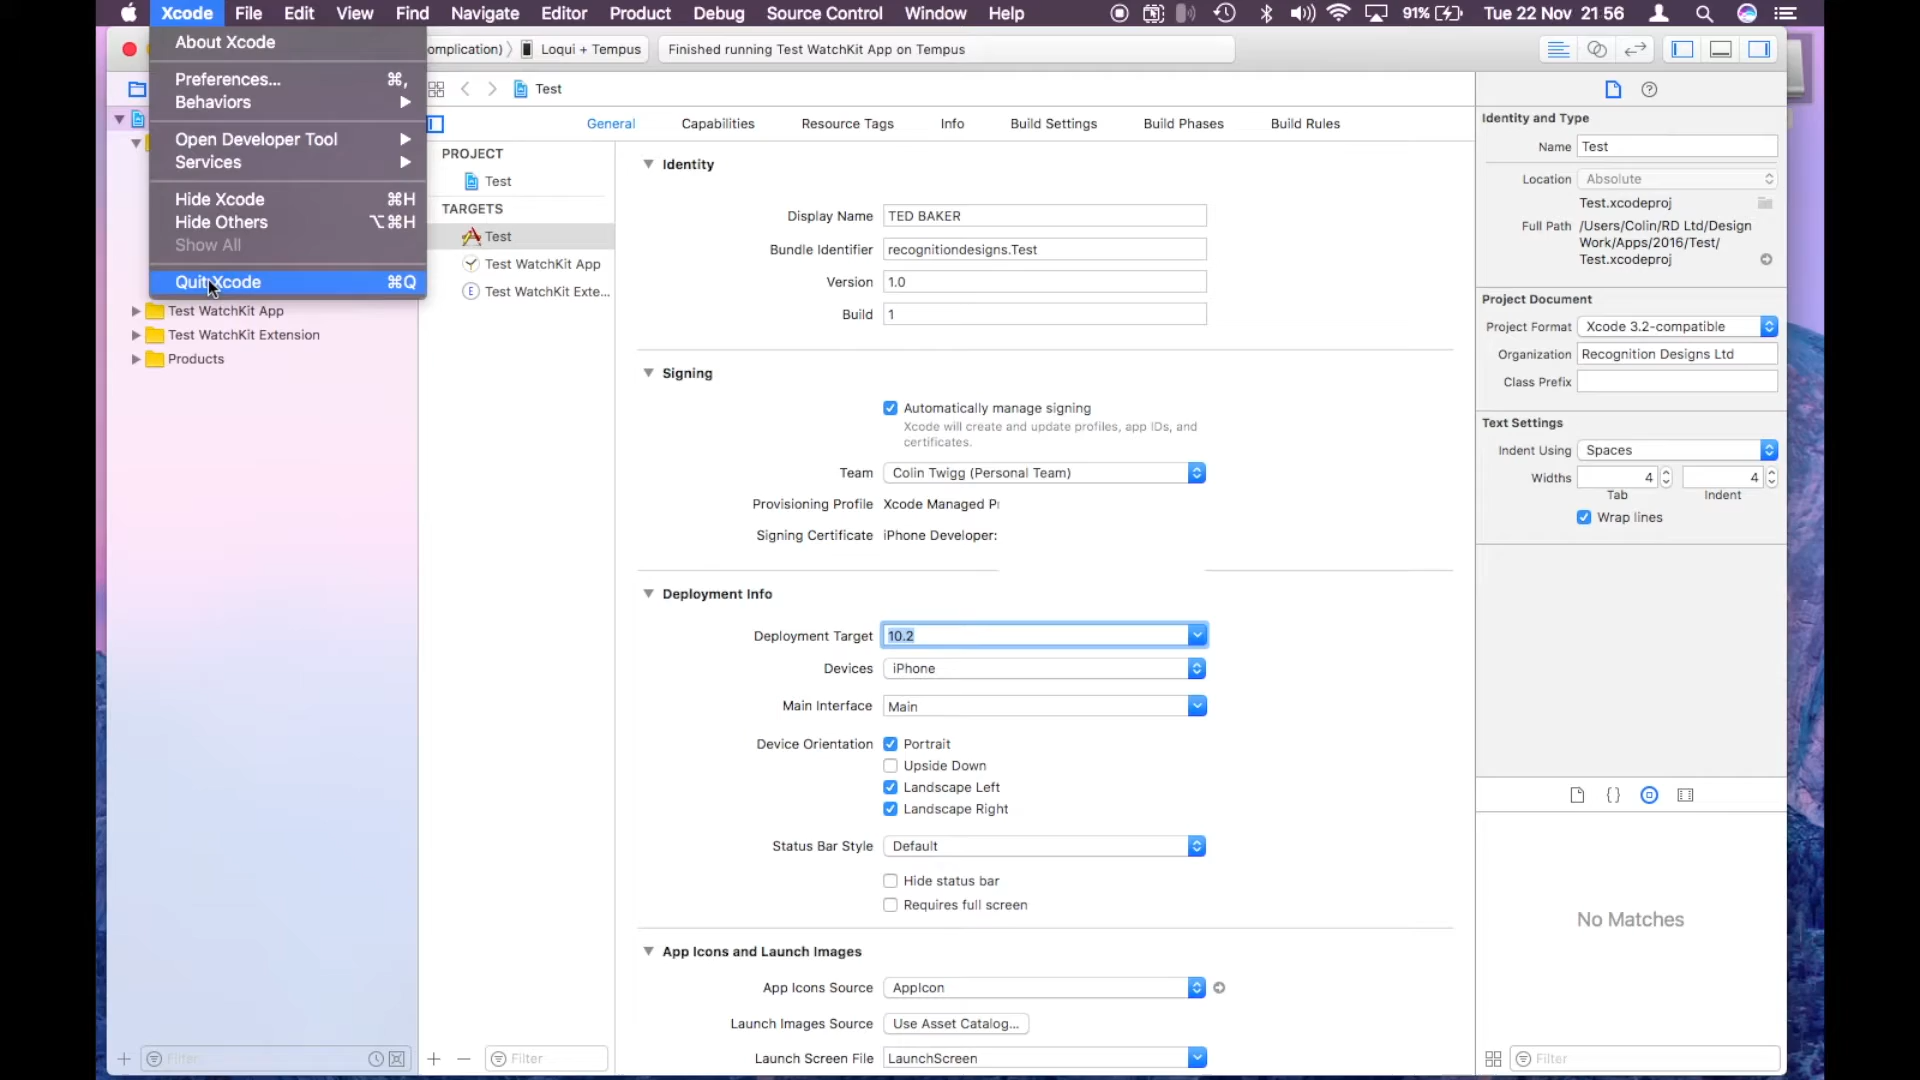 Xcode File Edit View Find Navigate Editor Product Debug Source Control Window Help 91% Tue 22 Nov 21 56
About Xcode
Preferences... ⌘,
Behaviors
Open Developer Tool
Services
Hide Xcode ⌘H
Hide Others ⌥⌘H
Show All
Quit Xcode ⌘Q
omplication) Loqui + Tempus
Finished running Test WatchKit App on Tempus
Test WatchKit App
Test WatchKit Extension
Products
Filter
Test
General Capabilities Resource Tags Info Build Settings Build Phases Build Rules
PROJECT
Test
TARGETS
Test
Test WatchKit App
E Test WatchKit Exte...
Filter
Identity
Display Name TED BAKER
Bundle Identifier recognitiondesigns.Test
Version 1.0
Build 1
Signing
Automatically manage signing
Xcode will create and update profiles, app IDs, and
certificates.
Team Colin Twigg (Personal Team)
Provisioning Profile Xcode Managed Pr
Signing Certificate iPhone Developer:
Deployment Info
Deployment Target 10.2
Devices iPhone
Main Interface Main
Device Orientation Portrait
Upside Down
Landscape Left
Landscape Right
Status Bar Style Default
Hide status bar
Requires full screen
App Icons and Launch Images
App Icons Source AppIcon
Launch Images Source Use Asset Catalog...
Launch Screen File LaunchScreen
Identity and Type
Name Test
Location Absolute
Test.xcodeproj
Full Path /Users/Colin/RD Ltd/Design
Work/Apps/2016/Test/
Test.xcodeproj
Project Document
Project Format Xcode 3.2-compatible
Organization Recognition Designs Ltd
Class Prefix
Text Settings
Indent Using Spaces
Widths 4 4
Tab Indent
Wrap lines
No Matches
Filter